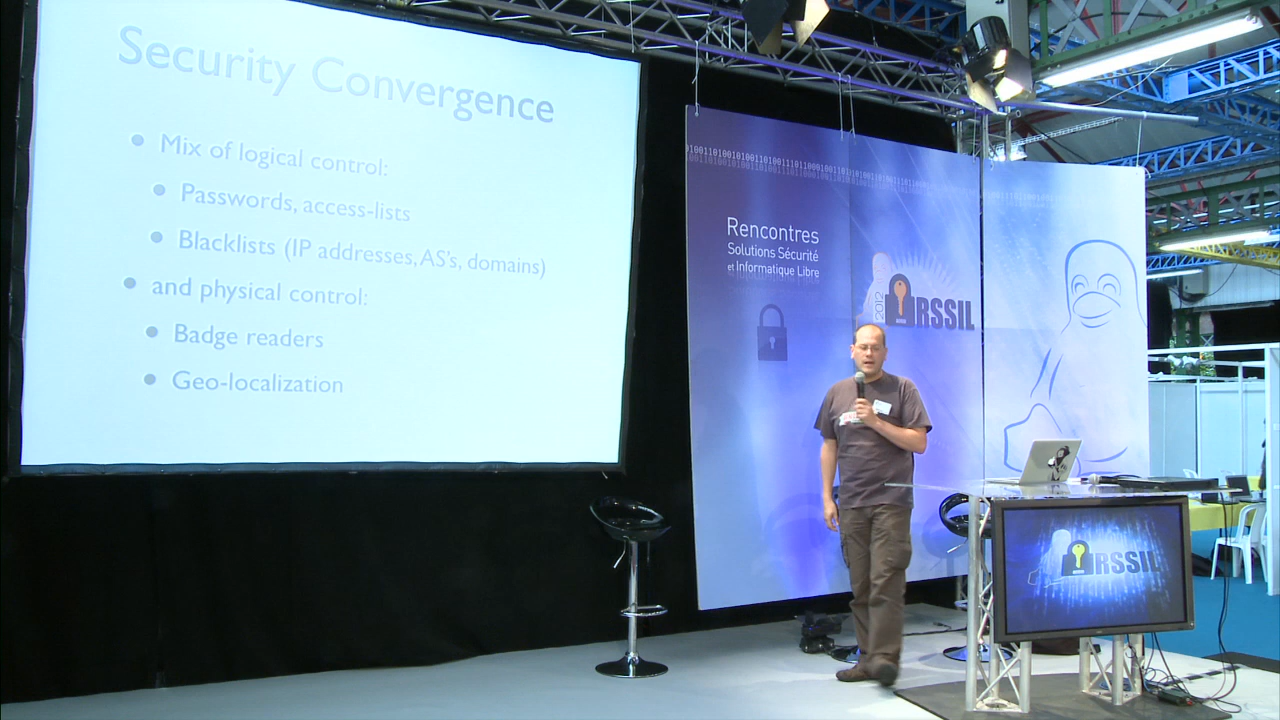 Security Convergence
Mix of logical control:
Passwords, access-lists
Blacklists (IP addresses, AS's, domains)
and physical control:
Badge readers
Geo-localization
Rencontres
Solutions Sécurité
et Informatique Libre
2012
RSSIL
RSSIL